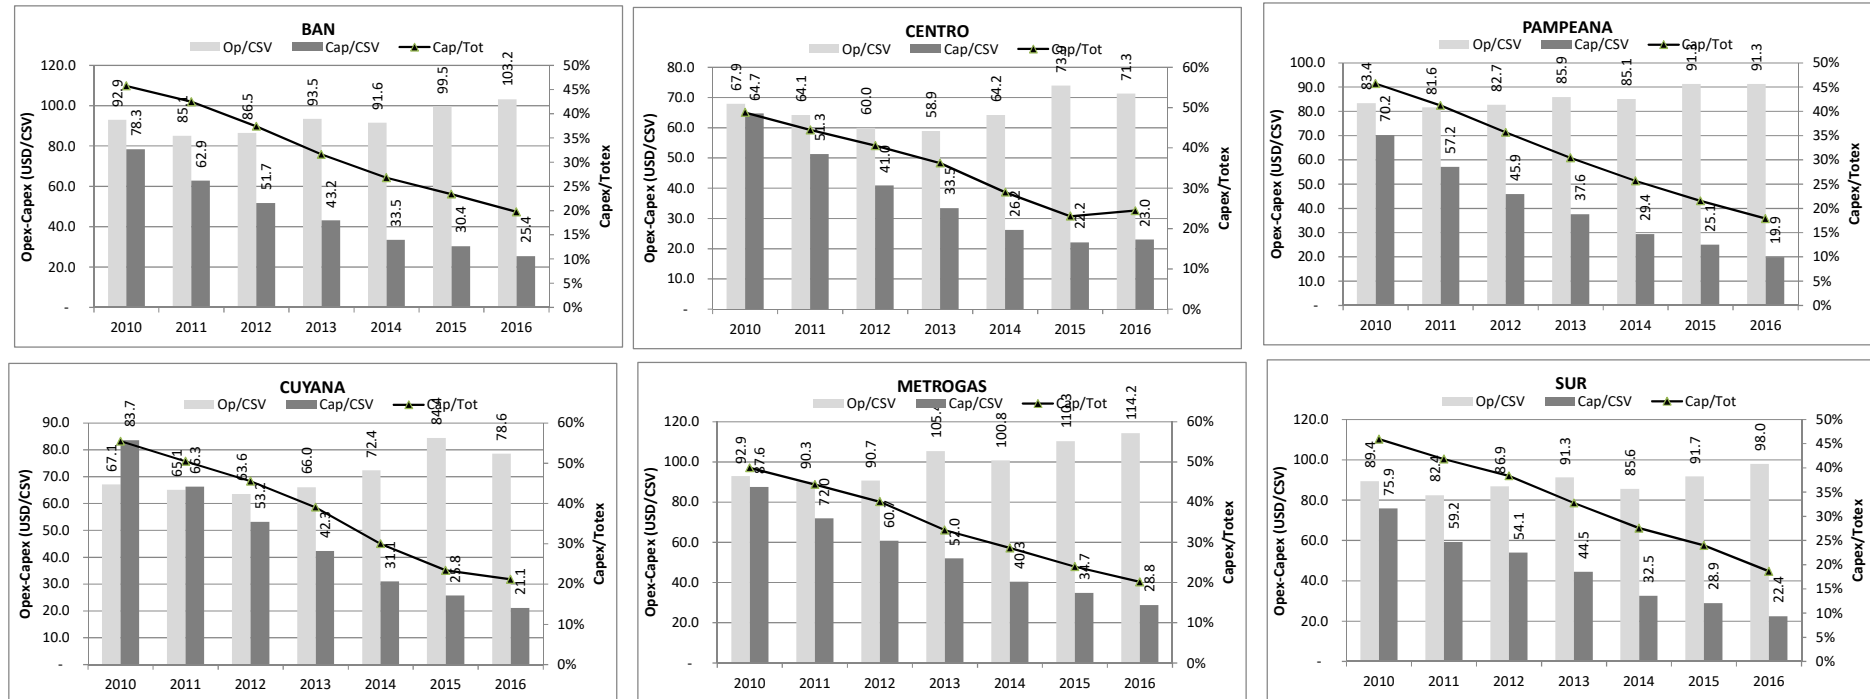 BAN
Op/CSV Cap/CSV Cap/Tot
Opex-Capex (USD/CSV)
120.0
100.0
80.0
60.0
40.0
20.0
-
92.9 85.1 86.5 93.5 91.6 99.5 103.2
78.3 62.9 51.7 43.2 33.5 30.4 25.4
50%
45%
40%
35%
30%
25%
20%
15%
10%
5%
0%
Capex/Totex
2010 2011 2012 2013 2014 2015 2016
CENTRO
Op/CSV Cap/CSV Cap/Tot
Opex-Capex (USD/CSV)
80.0
70.0
60.0
50.0
40.0
30.0
20.0
10.0
-
67.9 64.1 60.0 58.9 64.2 71.3
64.7 51.3 41.0 33.5 26.2 22.2 23.0
60%
50%
40%
30%
20%
10%
0%
Capex/Totex
2010 2011 2012 2013 2014 2015 2016
PAMPEANA
Op/CSV Cap/CSV Cap/Tot
Opex-Capex (USD/CSV)
100.0
90.0
80.0
70.0
60.0
50.0
40.0
30.0
20.0
10.0
-
83.4 81.6 82.7 85.9 85.1 91.3 91.3
70.2 57.2 45.9 37.6 29.4 25.1 19.9
50%
45%
40%
35%
30%
25%
20%
15%
10%
5%
0%
Capex/Totex
2010 2011 2012 2013 2014 2015 2016
CUYANA
Op/CSV Cap/CSV Cap/Tot
Opex-Capex (USD/CSV)
90.0
80.0
70.0
60.0
50.0
40.0
30.0
20.0
10.0
-
67.1 65.1 63.6 66.0 72.4 84.4 78.6
83.7 66.3 53.2 42.3 31.1 25.8 21.1
60%
50%
40%
30%
20%
10%
0%
Capex/Totex
2010 2011 2012 2013 2014 2015 2016
METROGAS
Op/CSV Cap/CSV Cap/Tot
Opex-Capex (USD/CSV)
120.0
100.0
80.0
60.0
40.0
20.0
-
92.9 90.3 90.7 105.4 100.8 110.3 114.2
87.6 72.0 60.7 52.0 40.3 34.7 28.8
60%
50%
40%
30%
20%
10%
0%
Capex/Totex
2010 2011 2012 2013 2014 2015 2016
SUR
Op/CSV Cap/CSV Cap/Tot
Opex-Capex (USD/CSV)
120.0
100.0
80.0
60.0
40.0
20.0
-
89.4 82.4 86.9 91.3 85.6 91.7 98.0
75.9 59.2 54.1 44.5 32.5 28.9 22.4
50%
45%
40%
35%
30%
25%
20%
15%
10%
5%
0%
Capex/Totex
2010 2011 2012 2013 2014 2015 2016